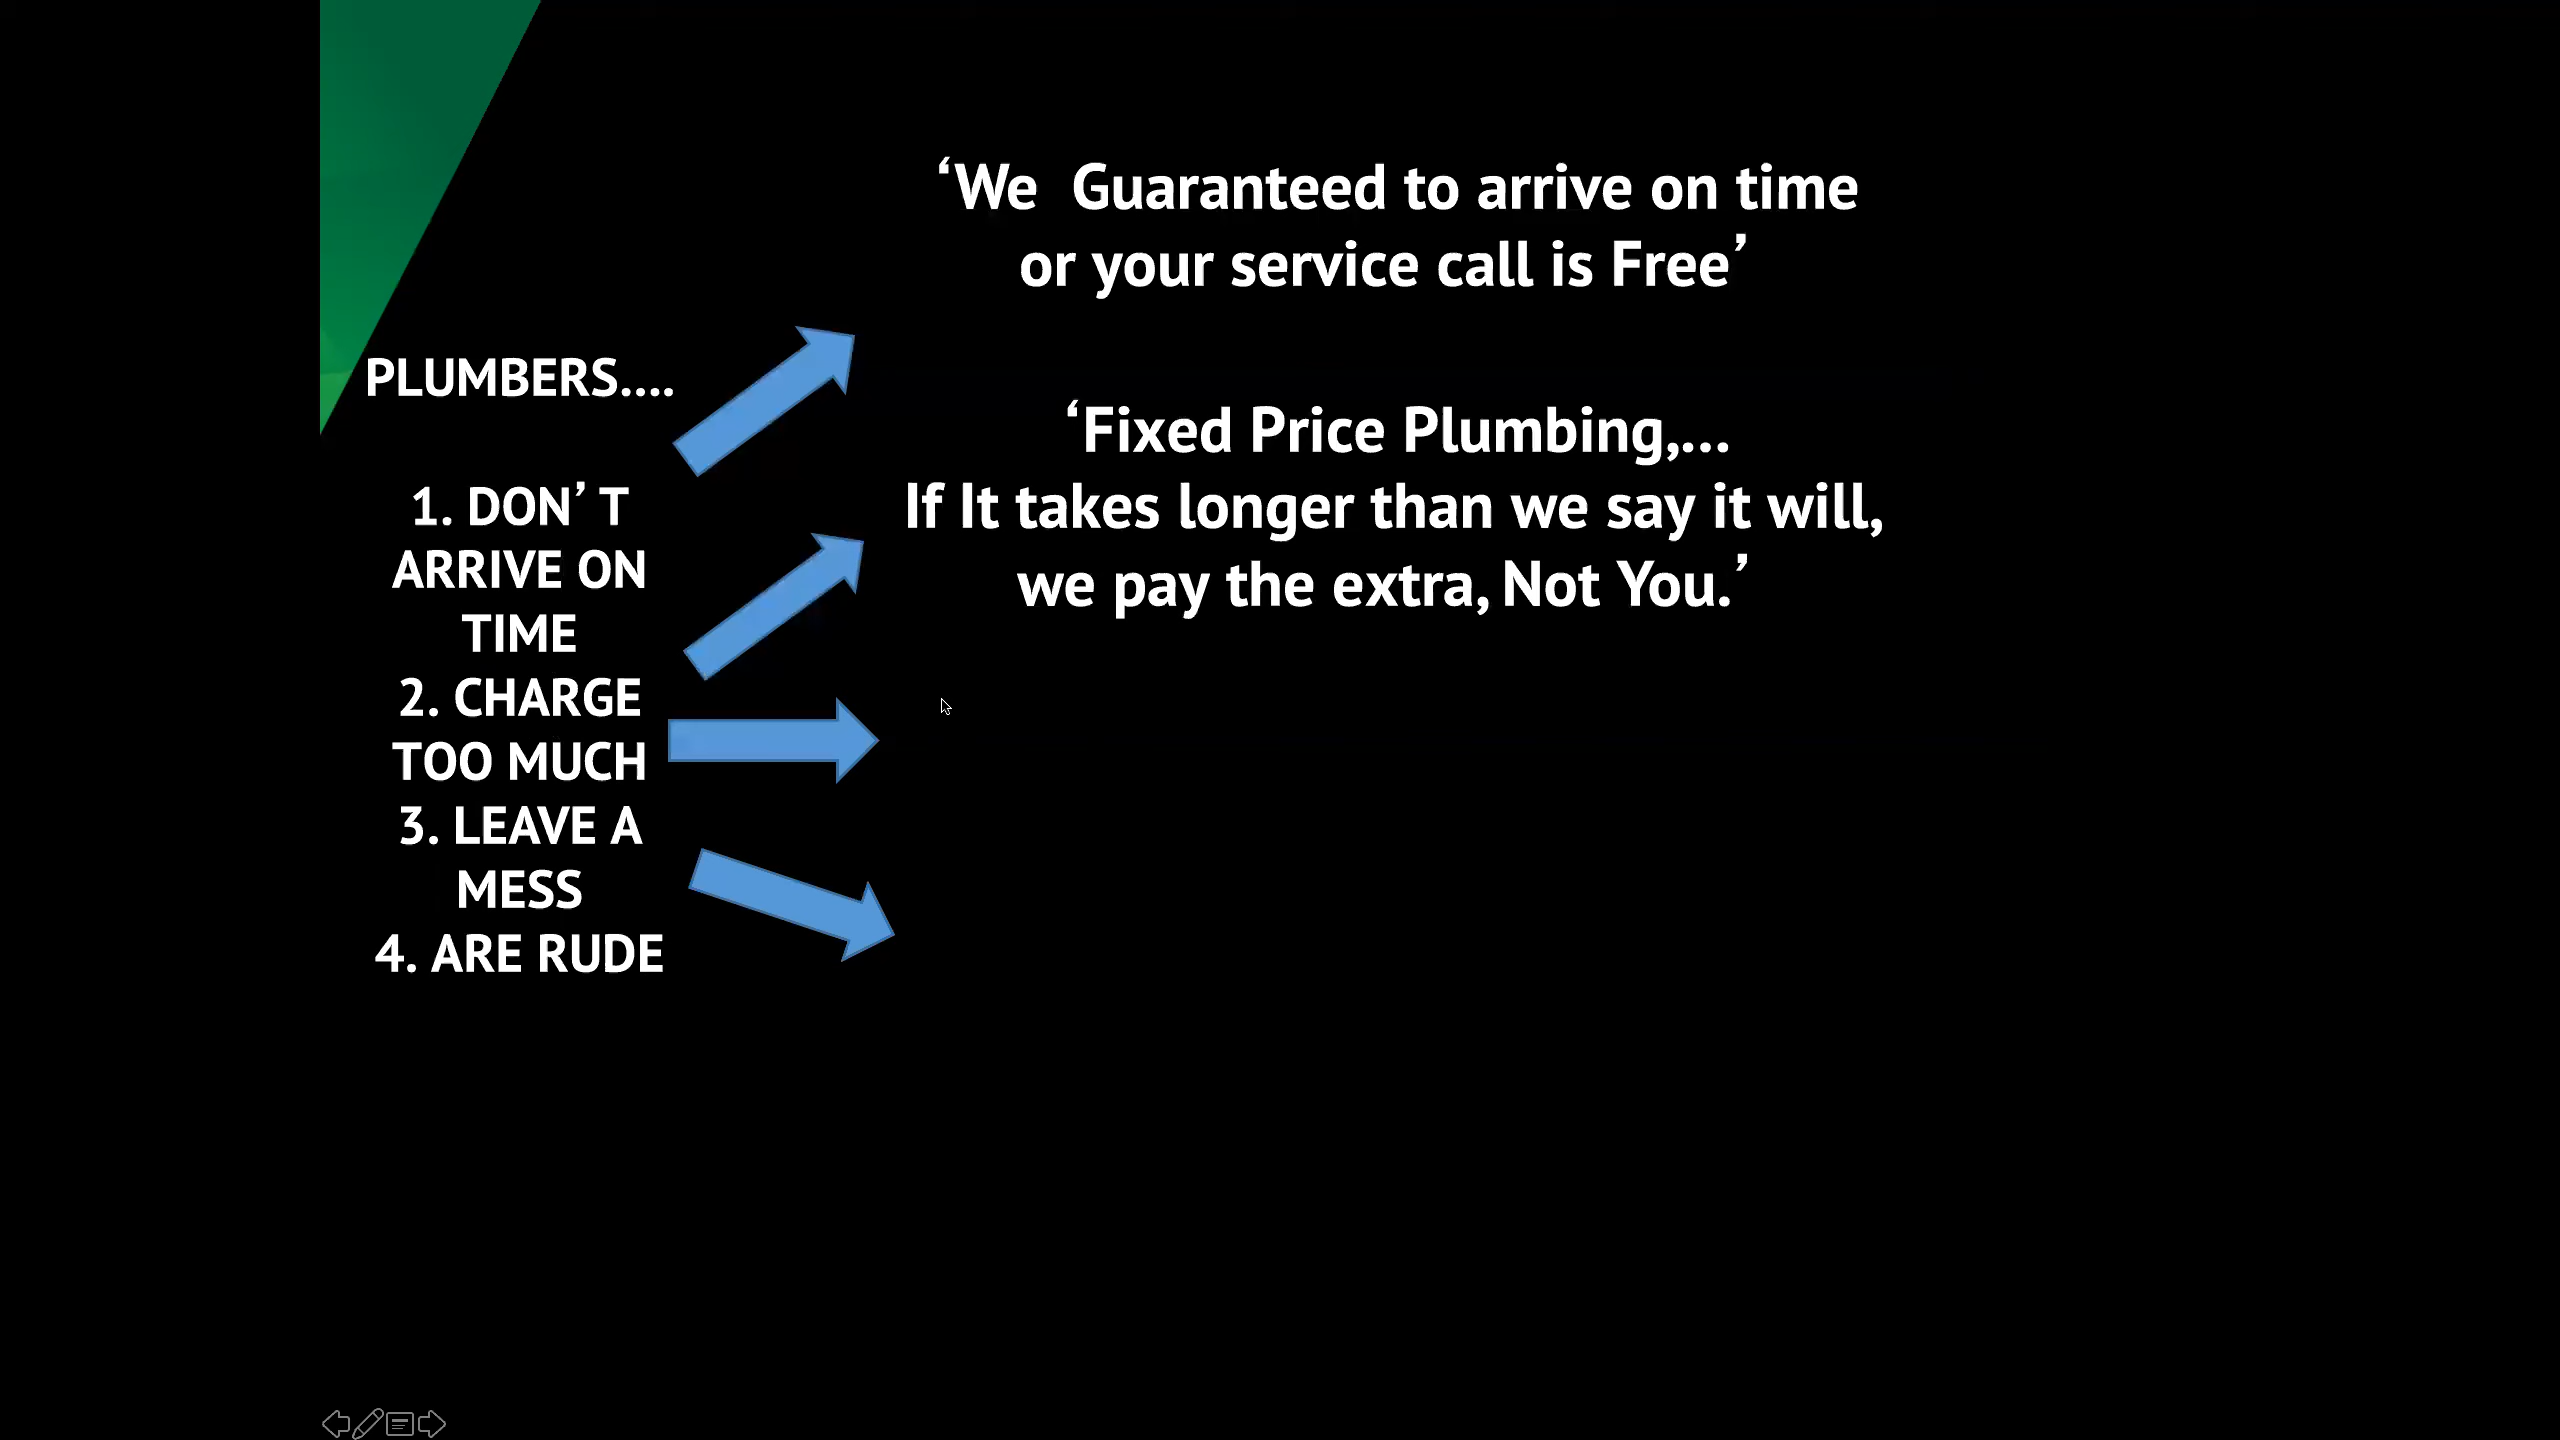 PLUMBERS....
1. DON’ T
ARRIVE ON
TIME
2. CHARGE
TOO MUCH
3. LEAVE A
MESS
4. ARE RUDE
‘We  Guaranteed to arrive on time
or your service call is Free’
‘Fixed Price Plumbing,...
If It takes longer than we say it will,
we pay the extra, Not You.’